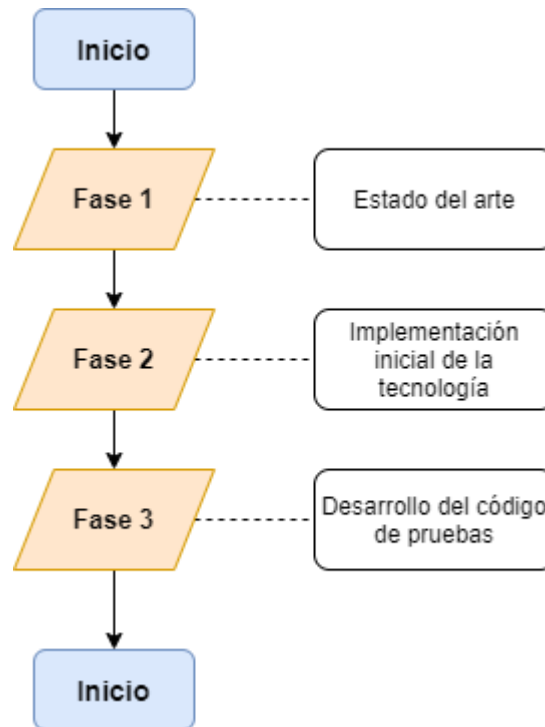 Inicio
Fase 1
Estado del arte
Fase 2
Implementación
inicial de la
tecnología
Fase 3
Desarrollo del código
de pruebas
Inicio